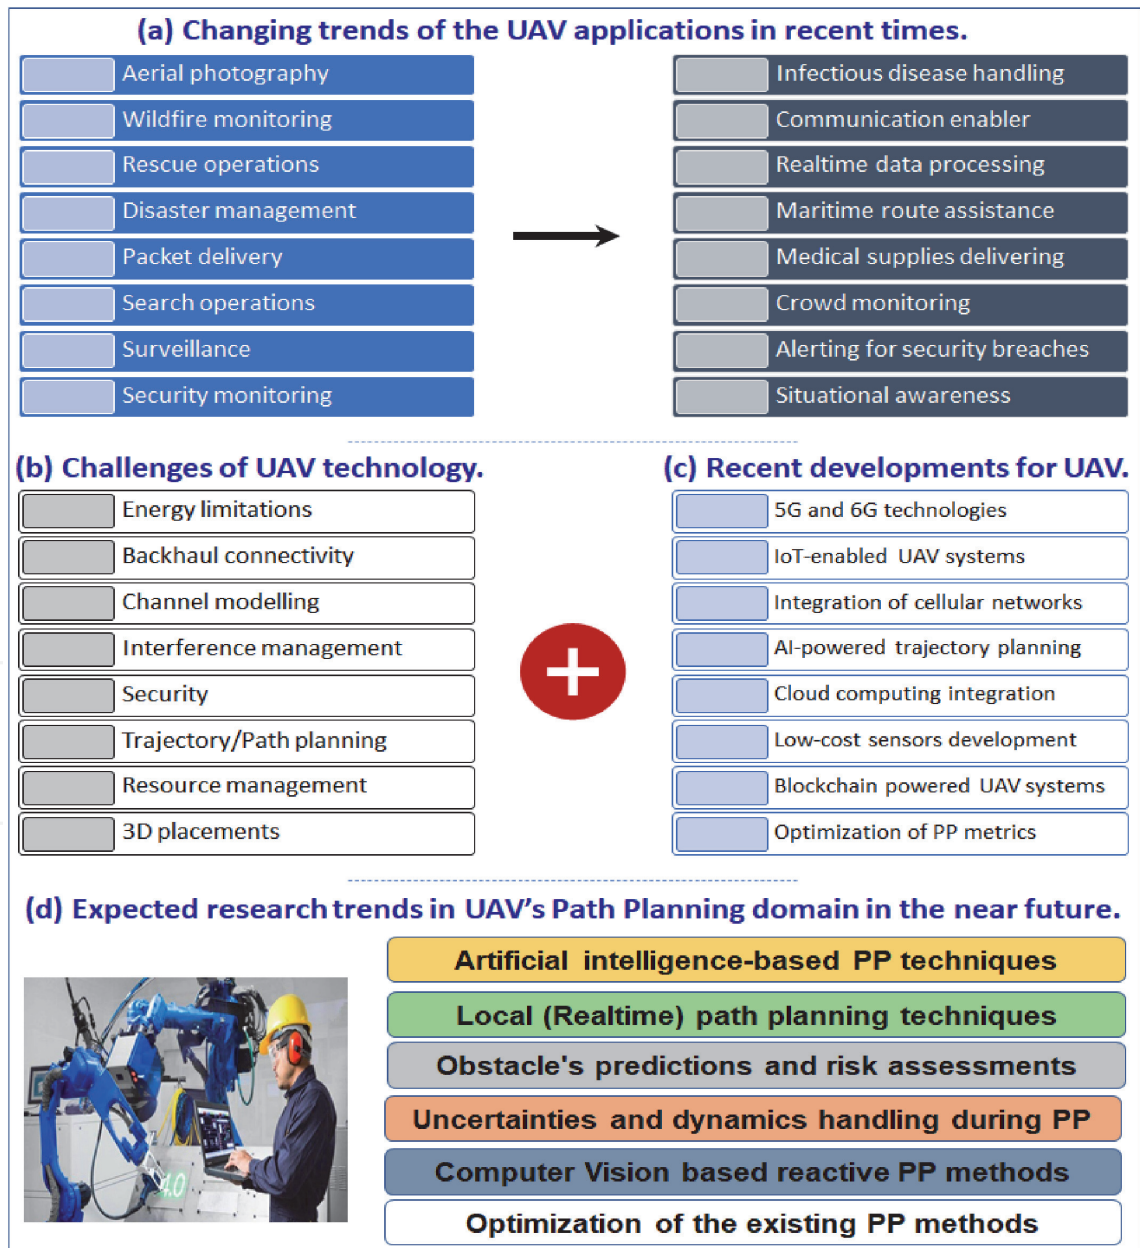 (a) Changing trends of the UAV applications in recent times.
Aerial photography
Wildfire monitoring
Rescue operations
Disaster management
Packet delivery
Search operations
Surveillance
Security monitoring
Infectious disease handling
Communication enabler
Realtime data processing
Maritime route assistance
Medical supplies delivering
Crowd monitoring
Alerting for security breaches
Situational awareness
(b) Challenges of UAV technology.
Energy limitations
Backhaul connectivity
Channel modelling
Interference management
Security
Trajectory/Path planning
Resource management
3D placements
(c) Recent developments for UAV.
5G and 6G technologies
IoT-enabled UAV systems
Integration of cellular networks
AI-powered trajectory planning
Cloud computing integration
Low-cost sensors development
Blockchain powered UAV systems
Optimization of PP metrics
(d) Expected research trends in UAV’s Path Planning domain in the near future.
4.0
Artificial intelligence-based PP techniques
Local (Realtime) path planning techniques
Obstacle's predictions and risk assessments
Uncertainties and dynamics handling during PP
Computer Vision based reactive PP methods
Optimization of the existing PP methods